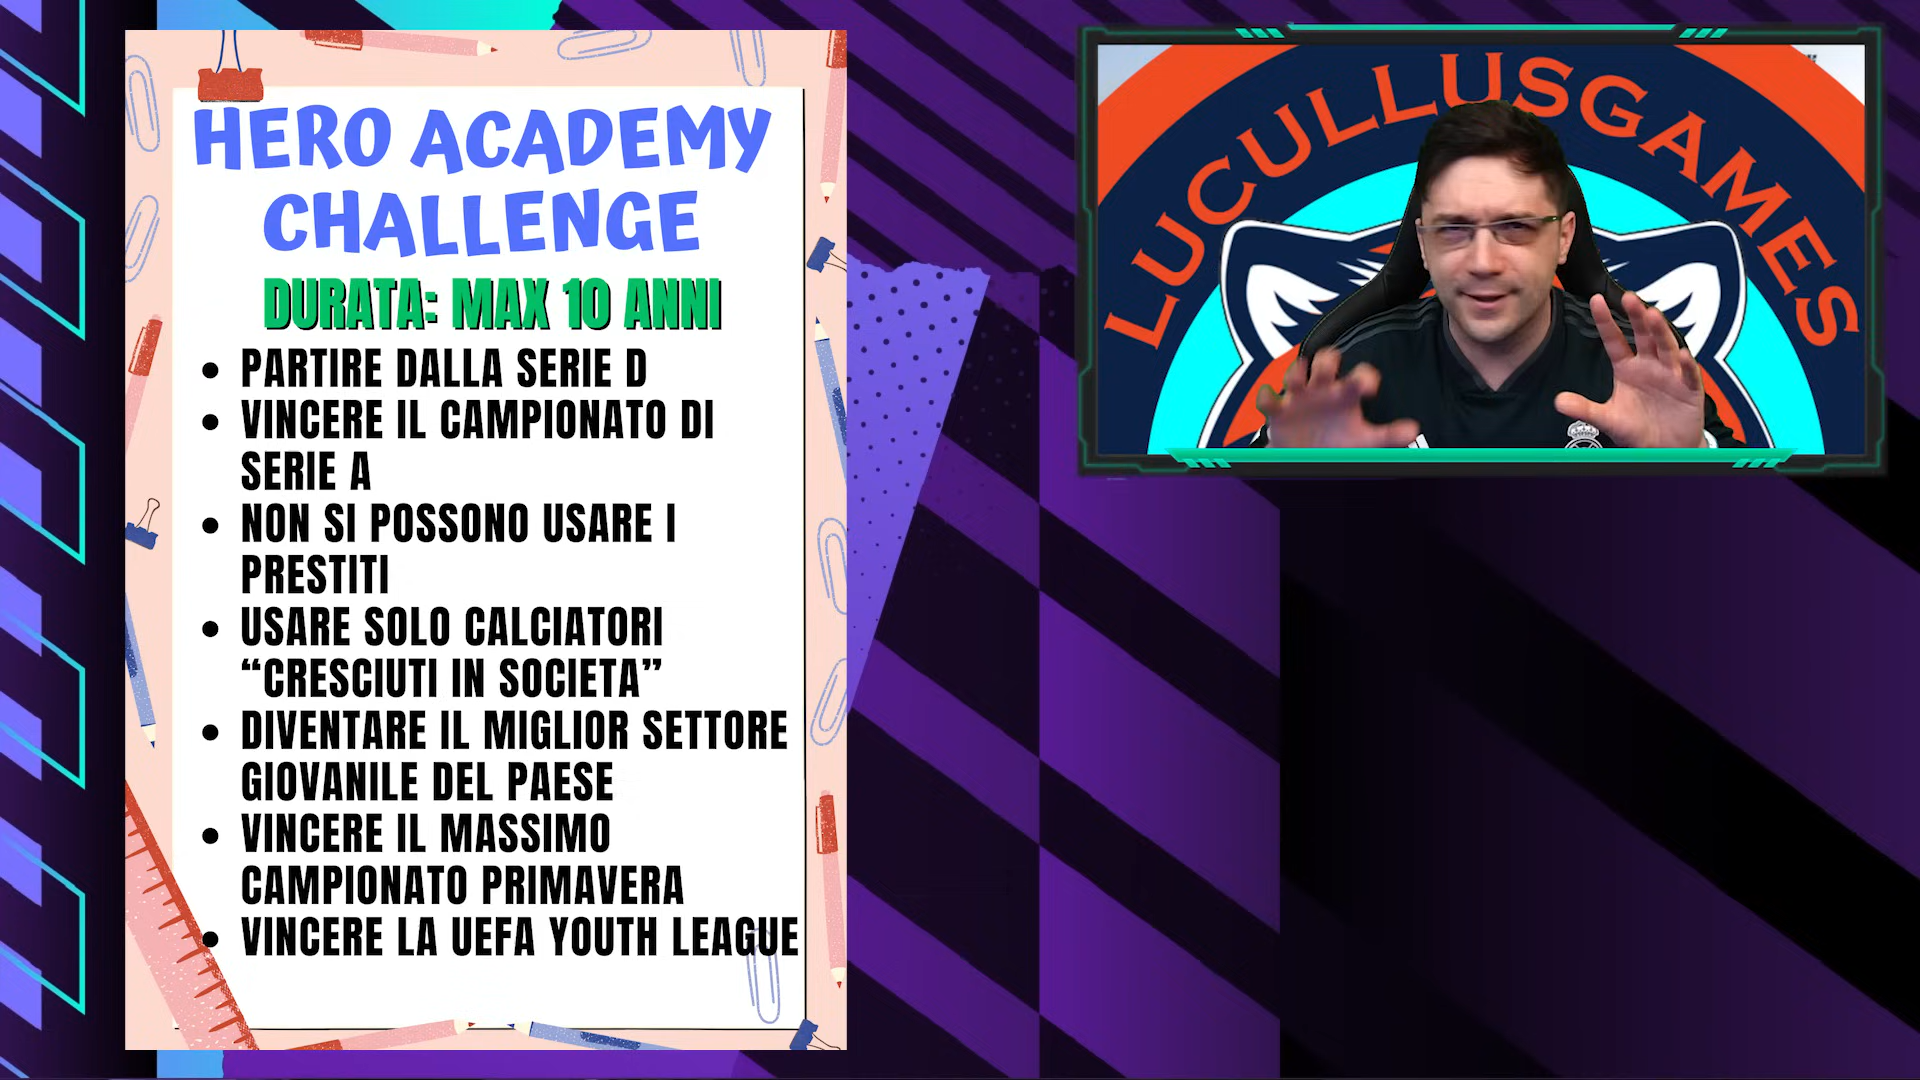 HERO ACADEMY
CHALLENGE
DURATA: MAX 10 ANNI
• PARTIRE DALLA SERIE D
• VINCERE IL CAMPIONATO DI
SERIE A
• NON SI POSSONO USARE I
PRESTITI
• USARE SOLO CALCIATORI
“CRESCIUTI IN SOCIETA”
• DIVENTARE IL MIGLIOR SETTORE
GIOVANILE DEL PAESE
• VINCERE IL MASSIMO
CAMPIONATO PRIMAVERA
• VINCERE LA UEFA YOUTH LEAGUE
LUCULLUSGAMES